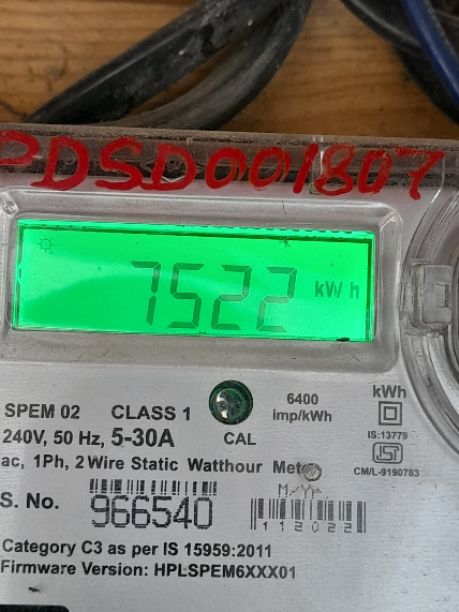 PDSD001807
7522 kWh
SPEM 02 CLASS 1 6400 imp/kWh kWh
240V, 50 Hz, 5-30A CAL IS:13779
ac, 1Ph, 2 Wire Static Watthour Meter CM/L-9190783
S. No. 966540 M/Yr
112022
Category C3 as per IS 15959:2011
Firmware Version: HPLSPEM6XXX01